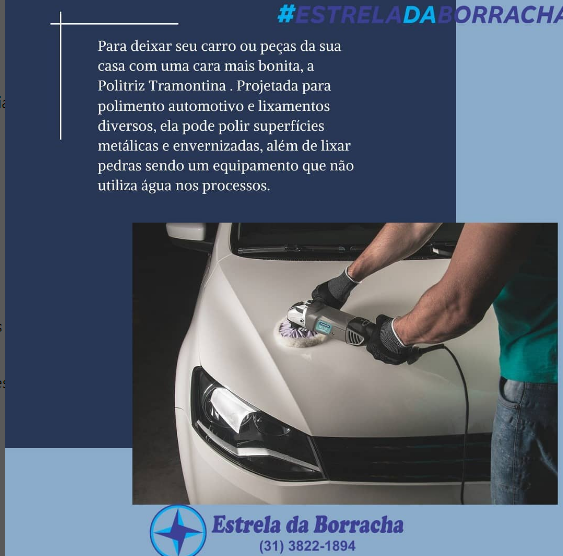 #ESTRELADABORRACHA
Para deixar seu carro ou peças da sua
casa com uma cara mais bonita, a
Politriz Tramontina . Projetada para
polimento automotivo e lixamentos
diversos, ela pode polir superfícies
metálicas e envernizadas, além de lixar
pedras sendo um equipamento que não
utiliza água nos processos.
Estrela da Borracha
(31) 3822-1894